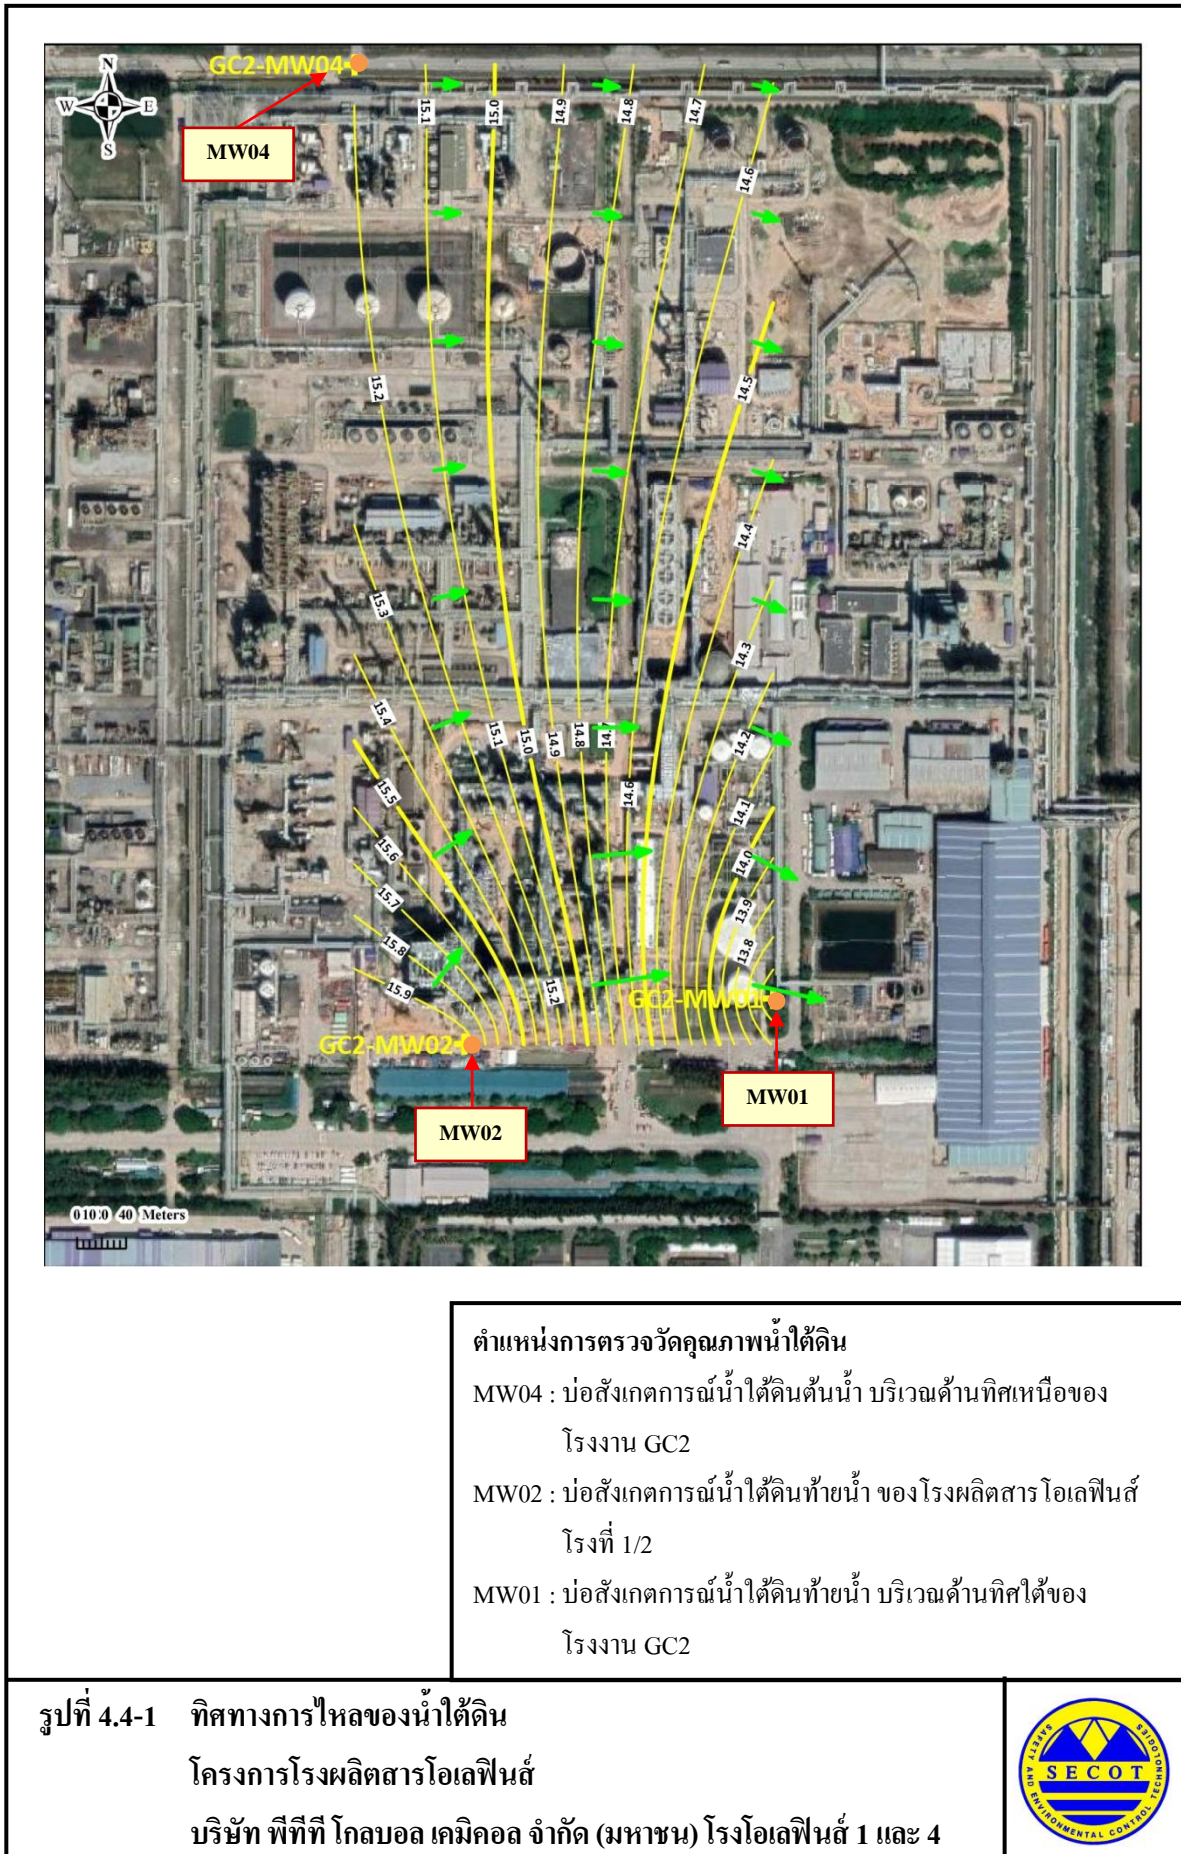 GC2-MW04
N
W E
S
MW04
15.1
15.0
14.9
14.8
14.7
14.6
15.2
14.5
14.4
15.3
14.3
15.4
15.1
15.0
14.9
14.8
14.7
14.2
15.5
14.6
14.1
15.6
14.0
15.7
13.9
15.8
13.8
15.9
15.2
GC2-MW01
GC2-MW02
MW01
MW02
40 Meters
ตำแหน่งการตรวจวัดคุณภาพน้ำใต้ดิน
MW04 : บ่อสังเกตการณ์น้ำใต้ดินต้นน้ำ บริเวณด้านทิศเหนือของ
โรงงาน GC2
MW02 : บ่อสังเกตการณ์น้ำใต้ดินท้ายน้ำ ของโรงผลิตสารโอเลฟินส์
โรงที่ 1/2
MW01 : บ่อสังเกตการณ์น้ำใต้ดินท้ายน้ำ บริเวณด้านทิศใต้ของ
โรงงาน GC2
รูปที่ 4.4-1 ทิศทางการไหลของน้ำใต้ดิน
โครงการโรงผลิตสารโอเลฟินส์
บริษัท พีทีที โกลบอล เคมิคอล จำกัด (มหาชน) โรงโอเลฟินส์ 1 และ 4
SECOT
SAFETY AND ENVIRONMENTAL CONTROL TECHNOLOGIES